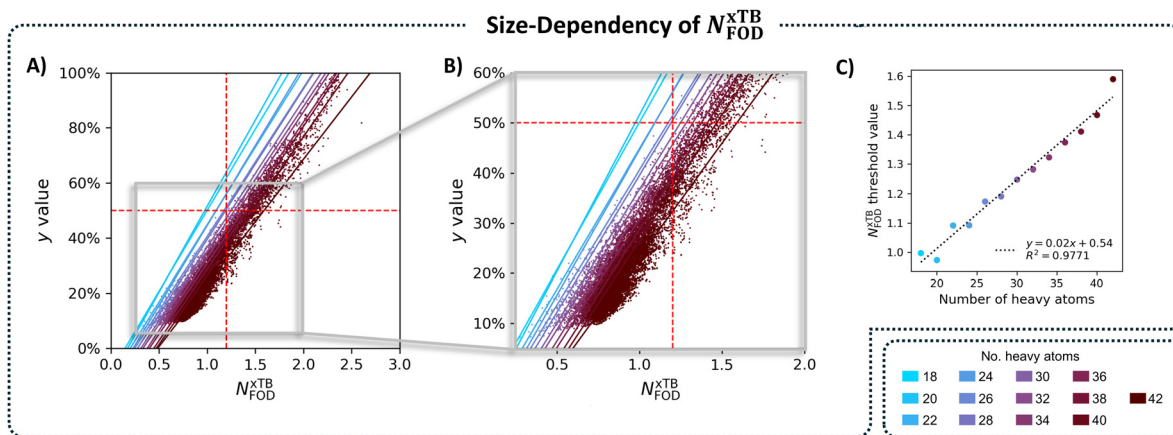 Size-Dependency of N_FOD^xTB
A)
100%
80%
60%
40%
20%
0%
y value
0.0 0.5 1.0 1.5 2.0 2.5 3.0
N_FOD^xTB
B)
60%
50%
40%
30%
20%
10%
y value
0.5 1.0 1.5 2.0
N_FOD^xTB
C)
1.6
1.5
1.4
1.3
1.2
1.1
1.0
N_FOD^xTB threshold value
y = 0.02x + 0.54
R² = 0.9771
20 25 30 35 40
Number of heavy atoms
No. heavy atoms
18 24 30 36
20 26 32 38 42
22 28 34 40